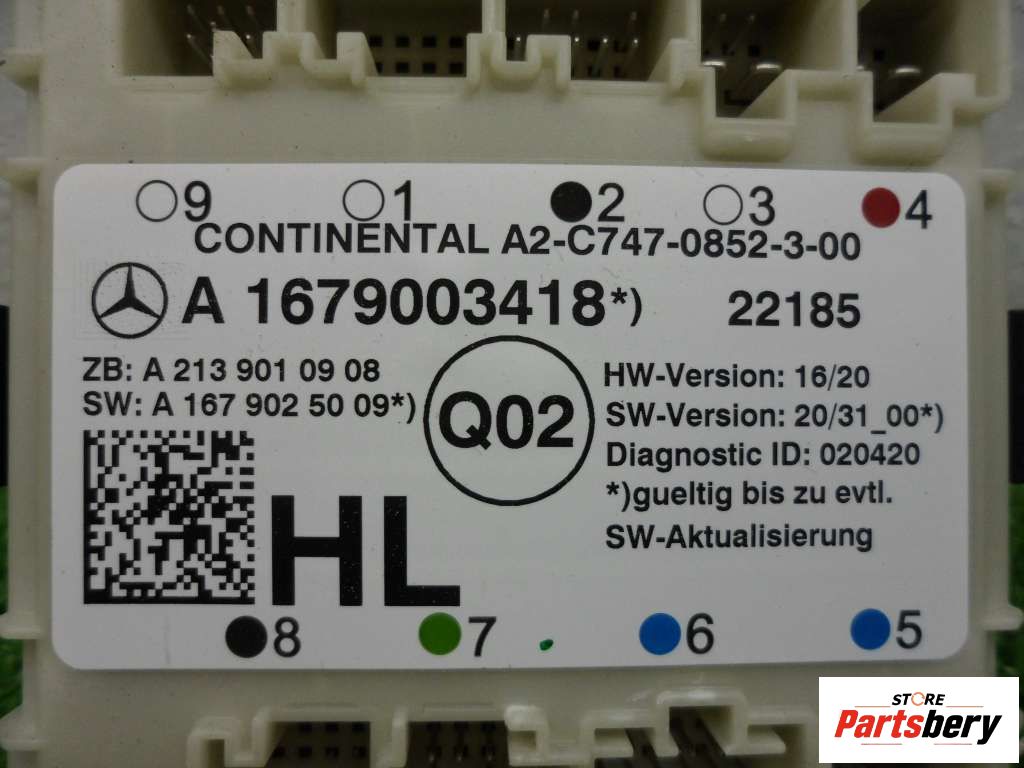 9 1 2 3 4
CONTINENTAL A2-C747-0852-3-00
A 1679003418*) 22185
ZB: A 213 901 09 08
SW: A 167 902 50 09*)
Q02
HW-Version: 16/20
SW-Version: 20/31_00*)
Diagnostic ID: 020420
*)gueltig bis zu evtl.
SW-Aktualisierung
HL
8 7 6 5
STORE
Partsbery